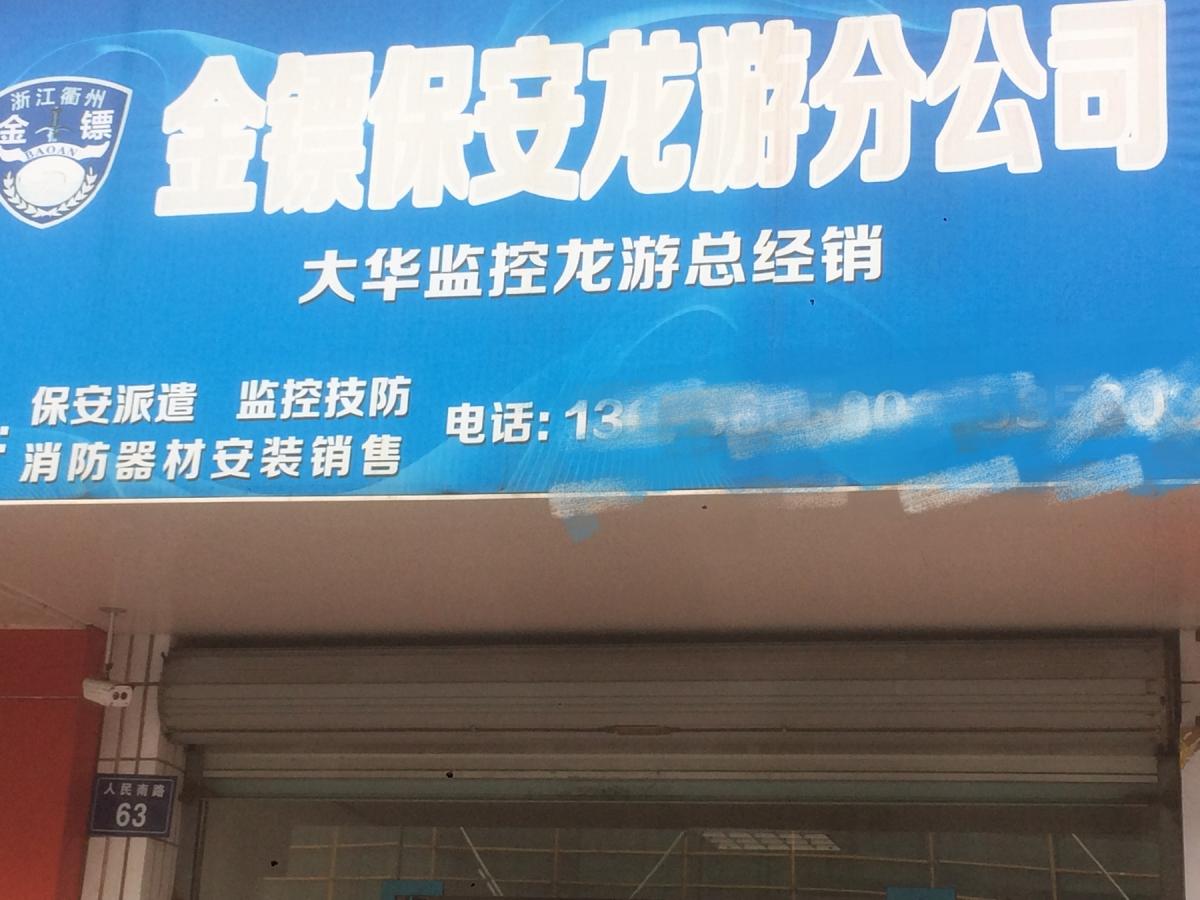 浙江衢州
金 镖
BAOAN
金镖保安龙游分公司
大华监控龙游总经销
保安派遣 监控技防
消防器材安装销售
电话:13
人民南路
63